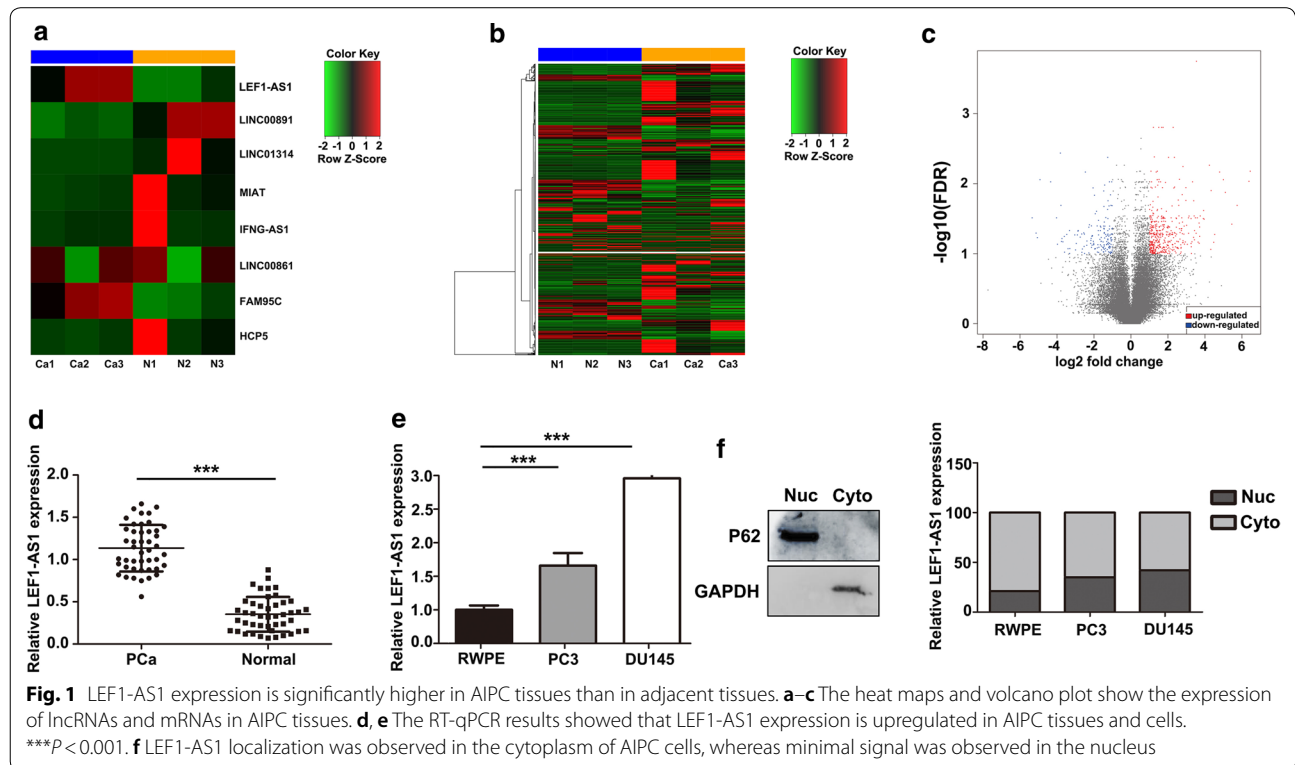 a
Color Key
-2 -1 0 1 2
Row Z-Score
LEF1-AS1
LINC00891
LINC01314
MIAT
IFNG-AS1
LINC00861
FAM95C
HCP5
Ca1 Ca2 Ca3 N1 N2 N3
b
Color Key
-2 -1 0 1 2
Row Z-Score
N1 N2 N3 Ca1 Ca2 Ca3
c
-log10(FDR)
3
2
1
0
-8 -6 -4 -2 0 2 4 6
log2 fold change
up-regulated
down-regulated
d
Relative LEF1-AS1 expression
2.0
1.5
1.0
0.5
0.0
***
PCa Normal
e
Relative LEF1-AS1 expression
3.0
2.5
2.0
1.5
1.0
0.5
0.0
***
***
RWPE PC3 DU145
f
Nuc Cyto
P62
GAPDH
Relative LEF1-AS1 expression
150
100
50
0
RWPE PC3 DU145
Nuc
Cyto
Fig. 1 LEF1-AS1 expression is significantly higher in AIPC tissues than in adjacent tissues. a–c The heat maps and volcano plot show the expression
of lncRNAs and mRNAs in AIPC tissues. d, e The RT-qPCR results showed that LEF1-AS1 expression is upregulated in AIPC tissues and cells.
***P < 0.001. f LEF1-AS1 localization was observed in the cytoplasm of AIPC cells, whereas minimal signal was observed in the nucleus